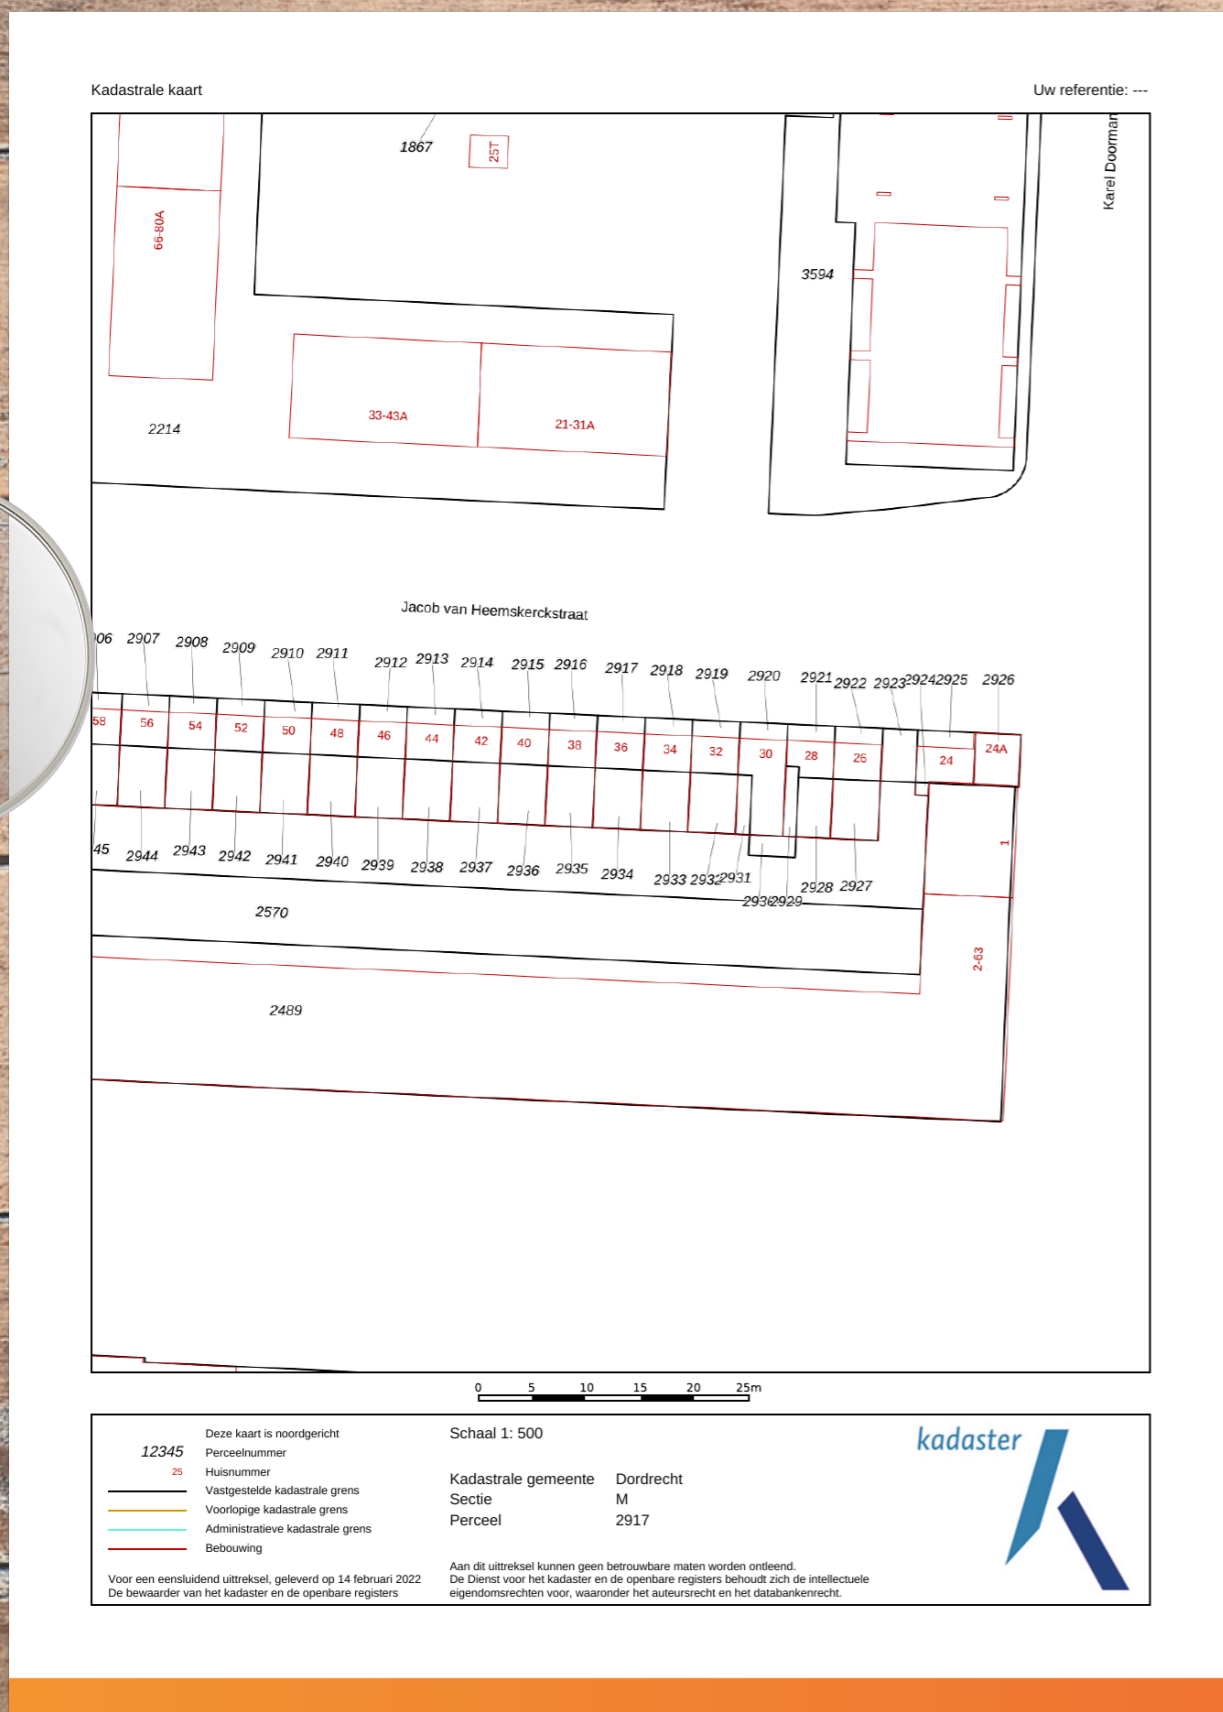 Kadastrale kaart
Uw referentie: ---
1867
25T
Karel Doorman
66-80A
3594
33-43A
21-31A
2214
Jacob van Heemskerckstraat
06 2907 2908 2909 2910 2911 2912 2913 2914 2915 2916 2917 2918 2919 2920 2921 2922 2923 2924 2925 2926
58 56 54 52 50 48 46 44 42 40 38 36 34 32 30 28 26 24 24A
1
45 2944 2943 2942 2941 2940 2939 2938 2937 2936 2935 2934 2933 2932 2931 2930 2929 2928 2927
2570
2-63
2489
0 5 10 15 20 25m
Deze kaart is noordgericht
12345 Perceelnummer
25 Huisnummer
Vastgestelde kadastrale grens
Voorlopige kadastrale grens
Administratieve kadastrale grens
Bebouwing
Voor een eensluidend uittreksel, geleverd op 14 februari 2022
De bewaarder van het kadaster en de openbare registers
Schaal 1: 500
Kadastrale gemeente Dordrecht
Sectie M
Perceel 2917
Aan dit uittreksel kunnen geen betrouwbare maten worden ontleend.
De Dienst voor het kadaster en de openbare registers behoudt zich de intellectuele
eigendomsrechten voor, waaronder het auteursrecht en het databankenrecht.
kadaster